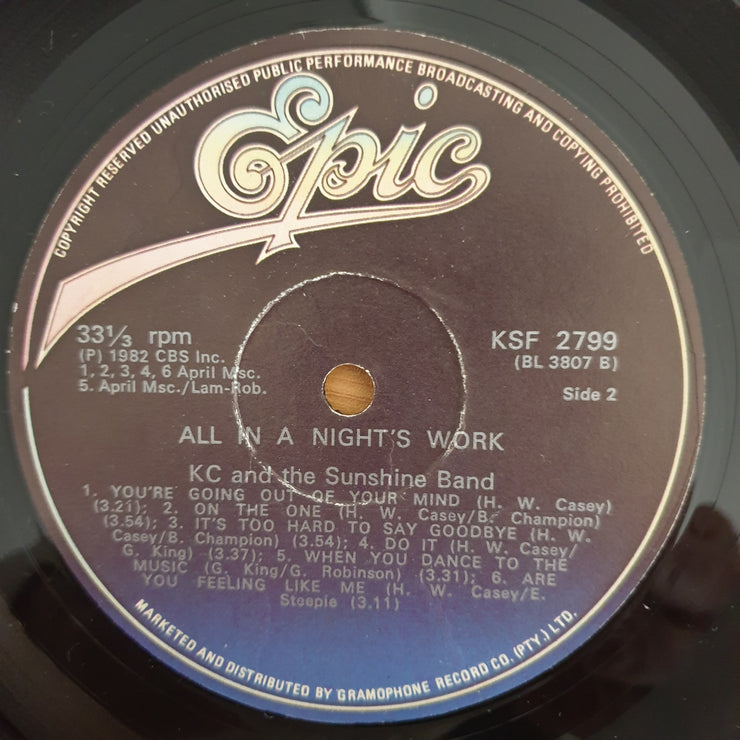 COPYRIGHT RESERVED UNAUTHORISED PUBLIC PERFORMANCE BROADCASTING AND COPYING PROHIBITED
Epic
33⅓ rpm
(P) 1982 CBS Inc.
1, 2, 3, 4, 6 April Msc.
5. April Msc./Lam-Rob.
KSF 2799
(BL 3807 B)
Side 2
ALL IN A NIGHT'S WORK
KC and the Sunshine Band
1. YOU'RE GOING OUT OF YOUR MIND (H. W. Casey)
(3.21); 2. ON THE ONE (H. W. Casey/B. Champion)
(3.54); 3. IT'S TOO HARD TO SAY GOODBYE (H. W.
Casey/B. Champion) (3.54); 4. DO IT (H. W. Casey/
G. King) (3.37); 5. WHEN YOU DANCE TO THE
MUSIC (G. King/G. Robinson) (3.31); 6. ARE
YOU FEELING LIKE ME (H. W. Casey/E.
Steepie (3.11)
MARKETED AND DISTRIBUTED BY GRAMOPHONE RECORD CO. (PTY.) LTD.